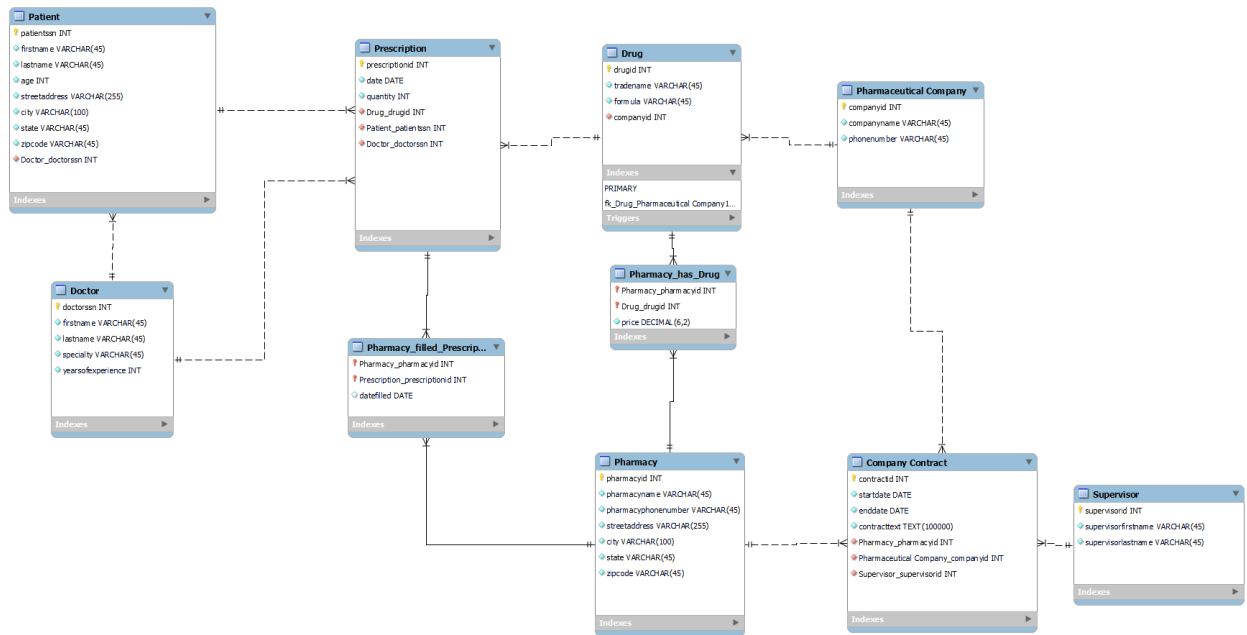 Patient
patientssn INT
firstname VARCHAR(45)
lastname VARCHAR(45)
age INT
streetaddress VARCHAR(255)
city VARCHAR(100)
state VARCHAR(45)
zipcode VARCHAR(45)
Doctor_doctorssn INT
Indexes
Prescription
prescriptionid INT
date DATE
quantity INT
Drug_drugid INT
Patient_patientssn INT
Doctor_doctorssn INT
Indexes
Drug
drugid INT
tradename VARCHAR(45)
formula VARCHAR(45)
companyid INT
Indexes
PRIMARY
fk_Drug_Pharmaceutical Company1...
Triggers
Pharmaceutical Company
companyid INT
companyname VARCHAR(45)
phonenumber VARCHAR(45)
Indexes
Doctor
doctorssn INT
firstname VARCHAR(45)
lastname VARCHAR(45)
specialty VARCHAR(45)
yearsofexperience INT
Indexes
Pharmacy_filled_Prescrip...
Pharmacy_pharmacyid INT
Prescription_prescriptionid INT
datefilled DATE
Indexes
Pharmacy_has_Drug
Pharmacy_pharmacyid INT
Drug_drugid INT
price DECIMAL(6,2)
Indexes
Pharmacy
pharmacyid INT
pharmacyname VARCHAR(45)
pharmacyphonenumber VARCHAR(45)
streetaddress VARCHAR(255)
city VARCHAR(100)
state VARCHAR(45)
zipcode VARCHAR(45)
Indexes
Company Contract
contractid INT
startdate DATE
enddate DATE
contracttext TEXT(100000)
Pharmacy_pharmacyid INT
Pharmaceutical Company_companyid INT
Supervisor_supervisorid INT
Indexes
Supervisor
supervisorid INT
supervisorfirstname VARCHAR(45)
supervisorlastname VARCHAR(45)
Indexes